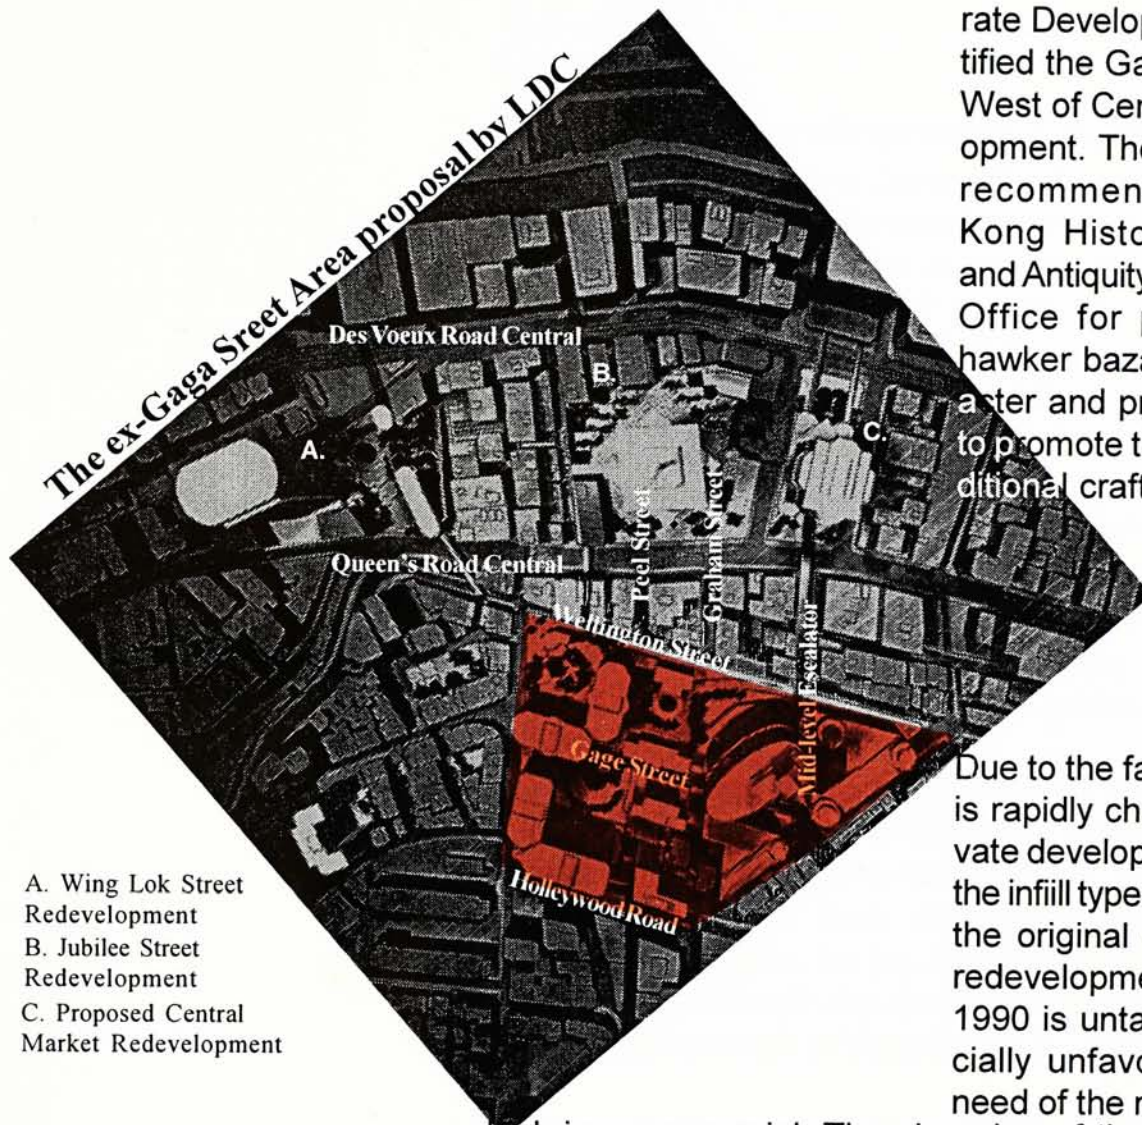 The ex-Gaga Sreet Area proposal by LDC
Des Voeux Road Central
B.
A.
C.
Queen's Road Central
Peel Street
Graham Street
Wellington Street
Mid-level Escalator
Gage Street
Holleywood Road
A. Wing Lok Street
Redevelopment
B. Jubilee Street
Redevelopment
C. Proposed Central
Market Redevelopment
rate Develop
tified the Ga
West of Cen
opment. The
recommen
Kong Histo
and Antiquity
Office for
hawker baza
aster and pr
to promote t
ditional craft
Due to the fa
is rapidly ch
vate develop
the infiill type
the original
redevelopme
1990 is unta
cially unfavo
need of the